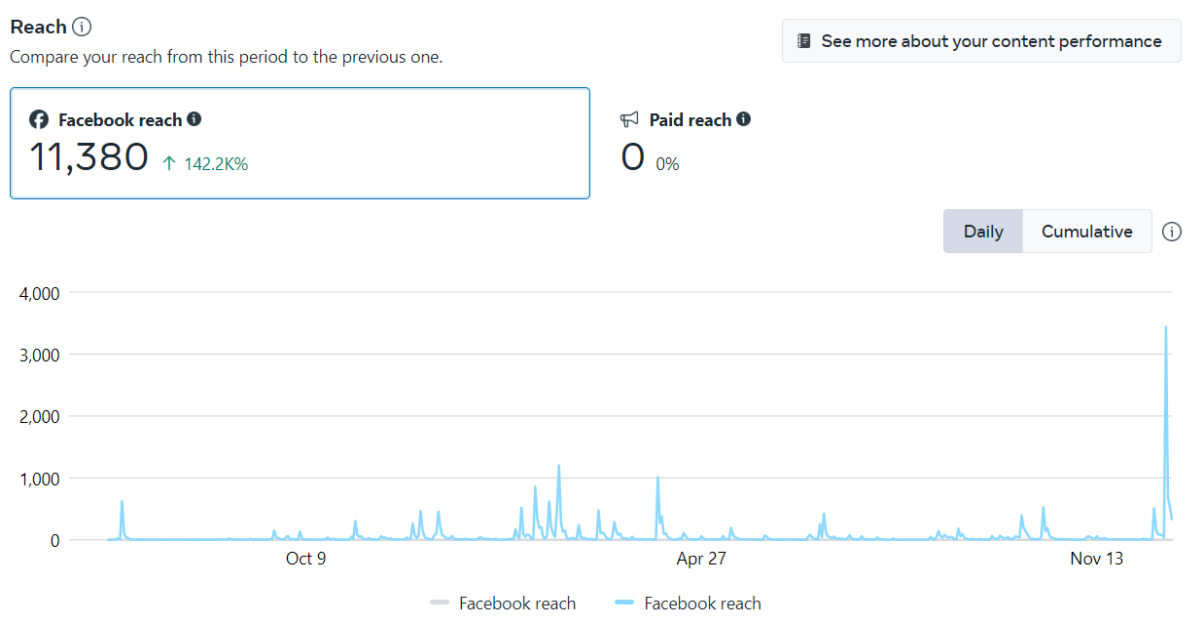 Reach
Compare your reach from this period to the previous one.
See more about your content performance
Facebook reach
11,380 ↑ 142.2K%
Paid reach
0 0%
Daily Cumulative
4,000
3,000
2,000
1,000
0
Oct 9 Apr 27 Nov 13
Facebook reach Facebook reach